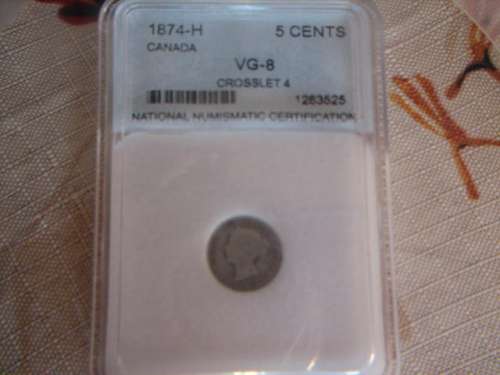 1874-H 5 CENTS
CANADA
VG-8
CROSSLET 4
1263525
NATIONAL NUMISMATIC CERTIFICATION